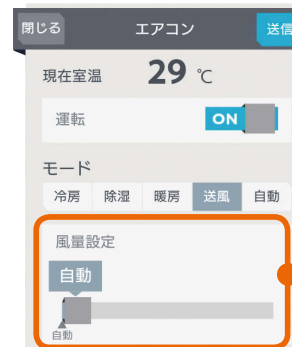 閉じる エアコン 送信
現在室温 29 ℃
運転 ON
モード
冷房 除湿 暖房 送風 自動
風量設定
自動
自動